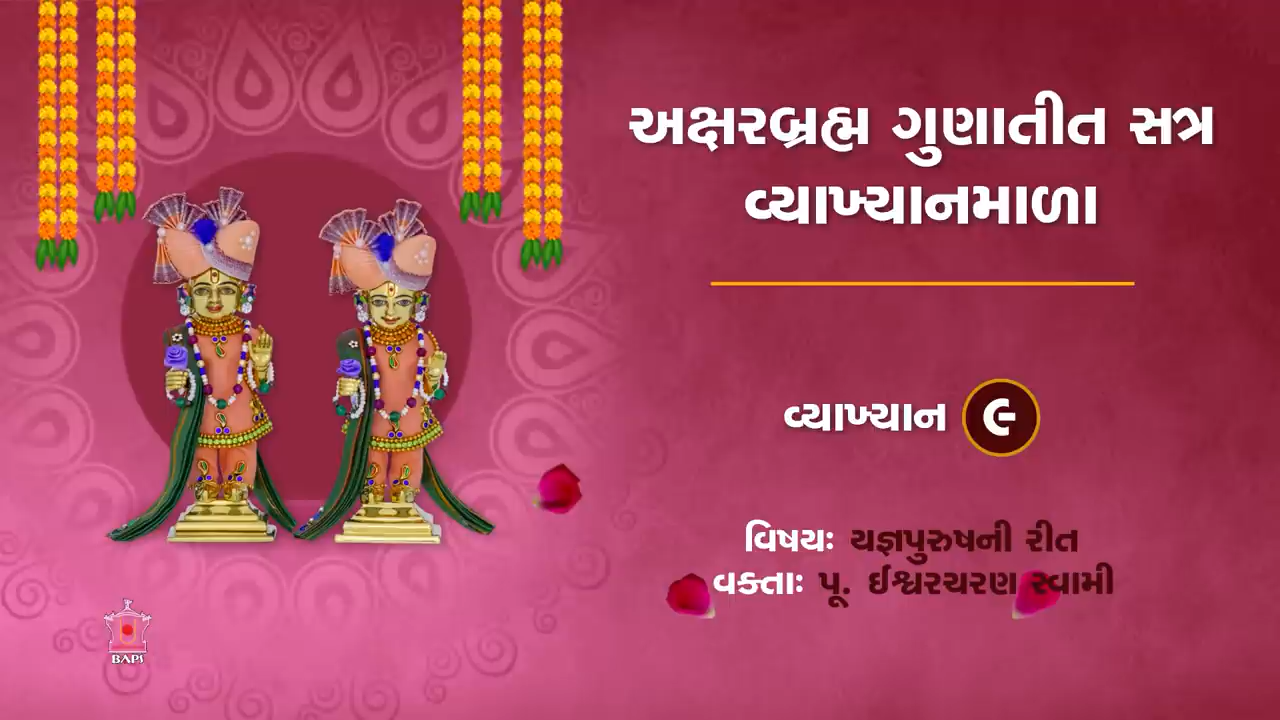 અક્ષરબ્રહ્મ ગુણાતીત સત્ર
વ્યાખ્યાનમાળા
વ્યાખ્યાન ૯
વિષયઃ યજ્ઞપુરુષની રીત
વક્તાઃ પૂ. ઈશ્વરચરણ સ્વામી
BAPS